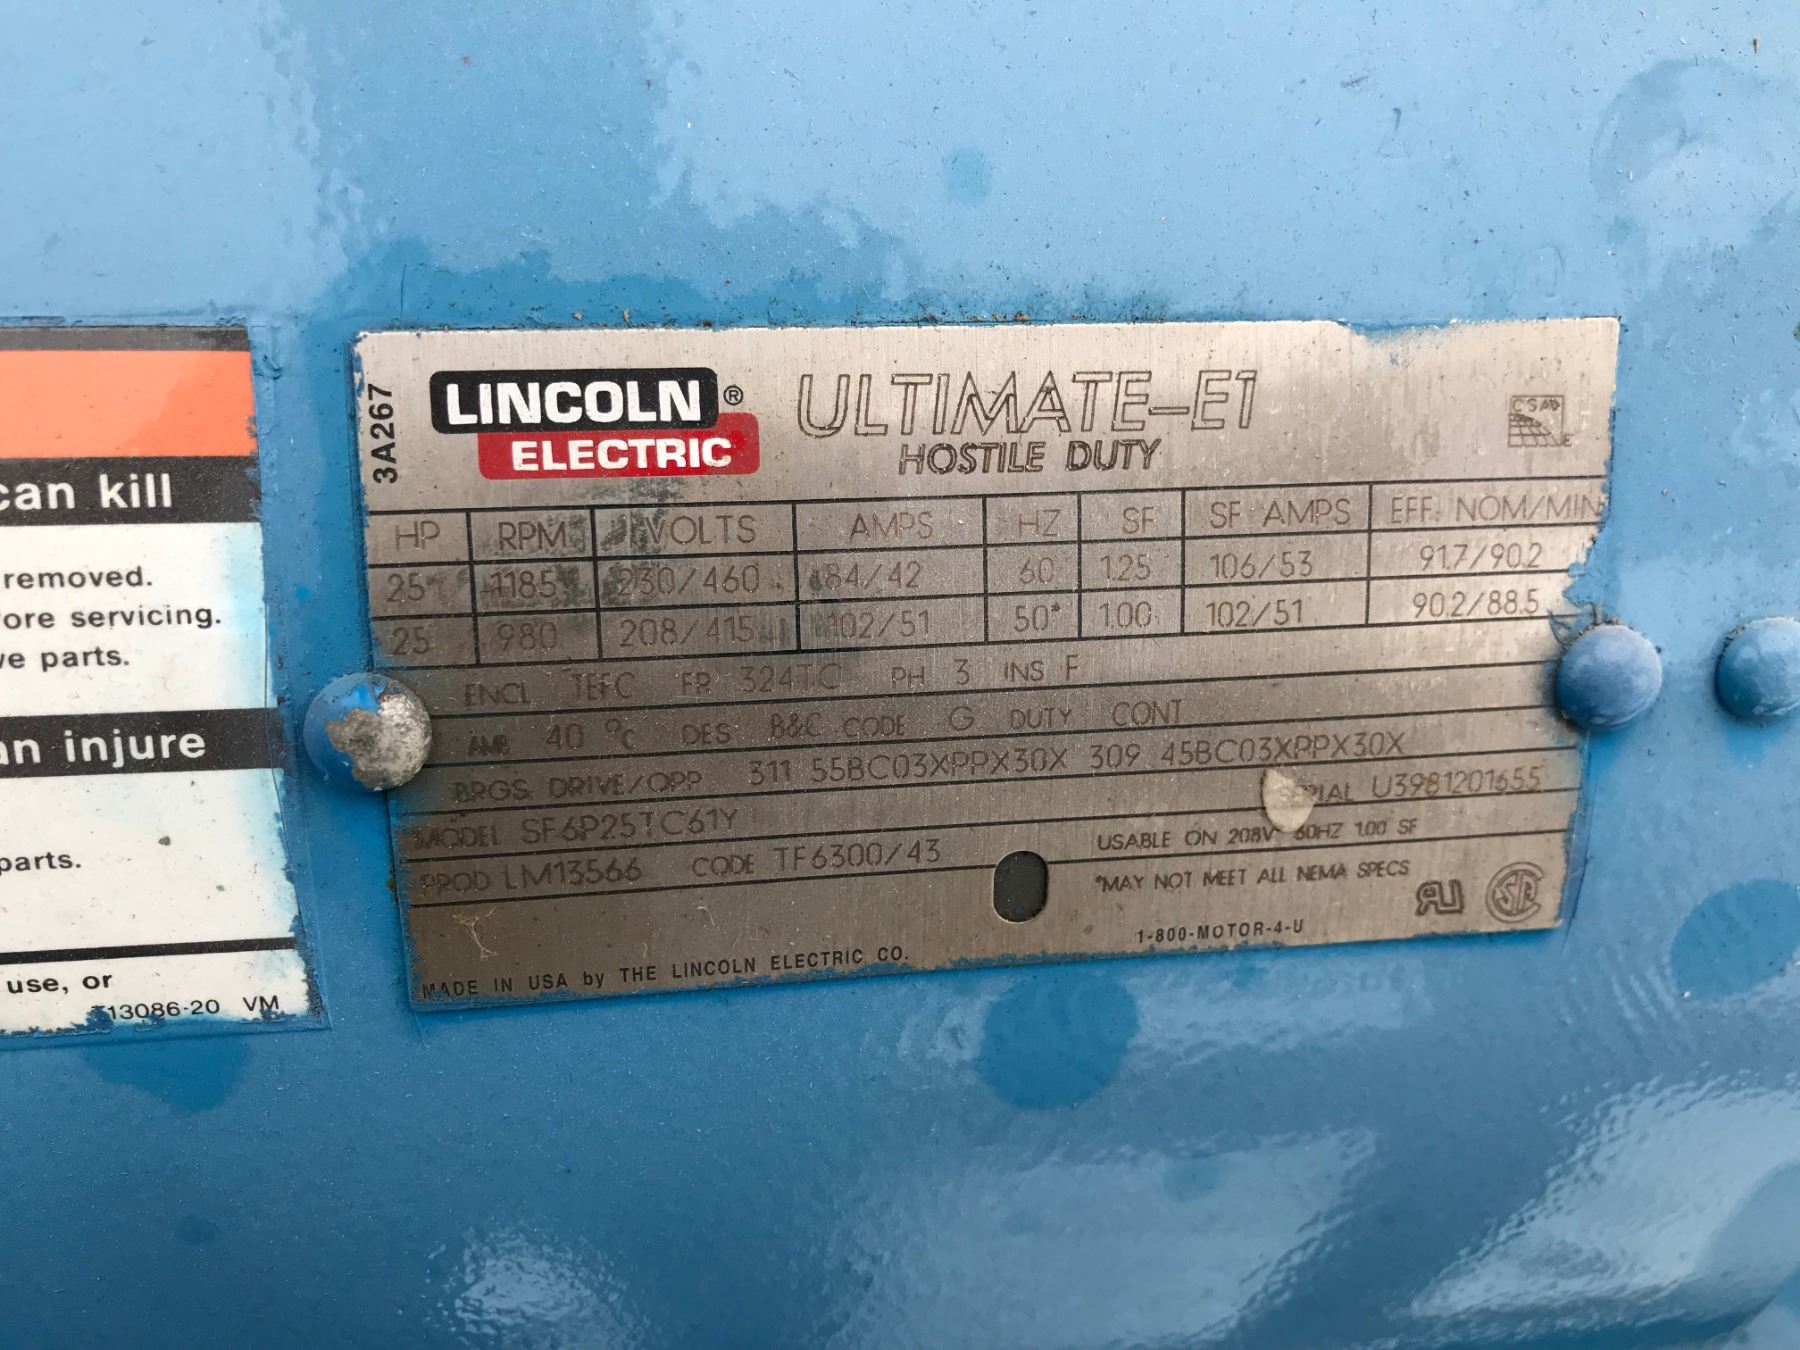 can kill
removed.
ore servicing.
ve parts.
an injure
parts.
use, or
T13086-20 VM
3A267
LINCOLN ®
ELECTRIC
ULTIMATE-E1
HOSTILE DUTY
CSA
E
HP RPM VOLTS AMPS HZ SF SF AMPS EFF. NOM/MIN
25 1185 230/460 84/42 60 1.25 106/53 91.7/90.2
25 980 208/415 102/51 50* 1.00 102/51 90.2/88.5
ENCL TEFC FR 324TC PH 3 INS F
AMB 40 °C DES B&C CODE G DUTY CONT
BRGS. DRIVE/OPP 311 55BC03XPPX30X 309 45BC03XPPX30X
MODEL SF6P25TC61Y SERIAL U3981201655
PROD LM13566 CODE TF6300/43 USABLE ON 208V 60HZ 1.00 SF
*MAY NOT MEET ALL NEMA SPECS
1-800-MOTOR-4-U
MADE IN USA by THE LINCOLN ELECTRIC CO.